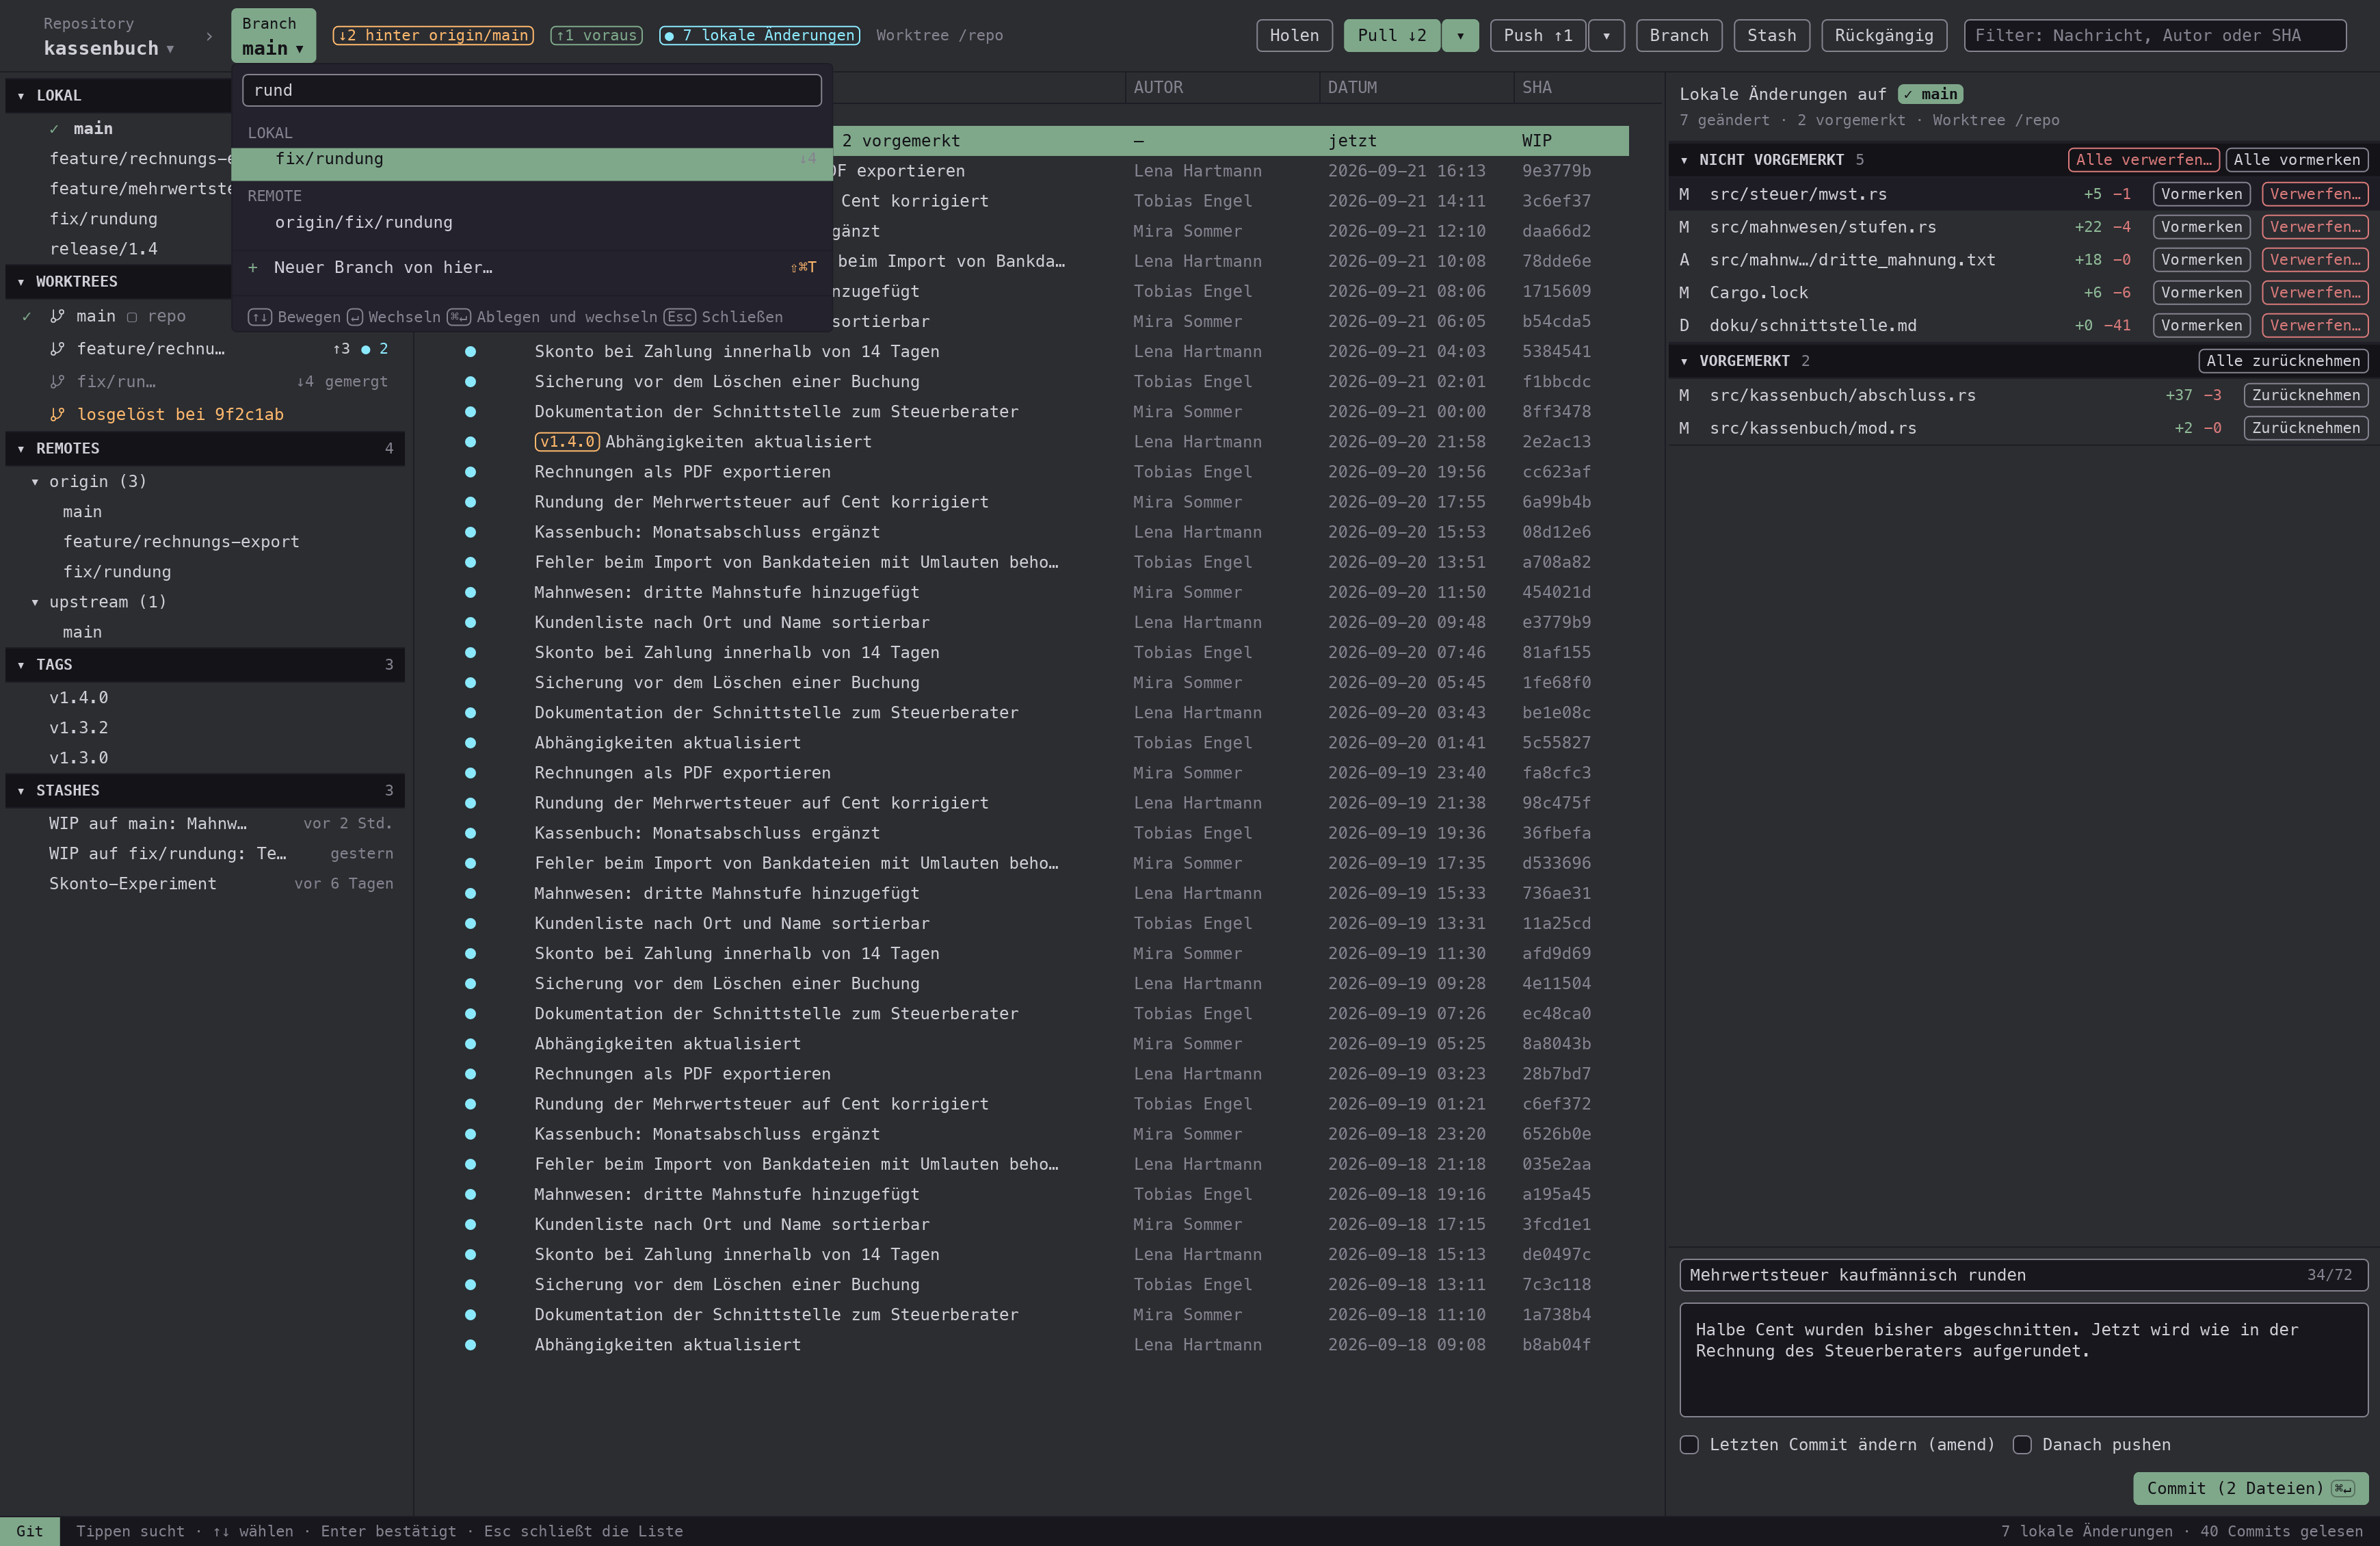 Repository
kassenbuch ▾
›
Branch
main ▾
↓2 hinter origin/main ↑1 voraus ● 7 lokale Änderungen Worktree /repo
Holen Pull ↓2 ▾ Push ↑1 ▾ Branch Stash Rückgängig Filter: Nachricht, Autor oder SHA
▾ LOKAL
✓ main
feature/rechnungs-e
feature/mehrwertste
fix/rundung
release/1.4
▾ WORKTREES
✓ main ▢ repo
feature/rechnu… ↑3 ● 2
fix/run… ↓4 gemergt
losgelöst bei 9f2c1ab
▾ REMOTES 4
▾ origin (3)
main
feature/rechnungs-export
fix/rundung
▾ upstream (1)
main
▾ TAGS 3
v1.4.0
v1.3.2
v1.3.0
▾ STASHES 3
WIP auf main: Mahnw… vor 2 Std.
WIP auf fix/rundung: Te… gestern
Skonto-Experiment vor 6 Tagen
rund
LOKAL
fix/rundung ↓4
REMOTE
origin/fix/rundung
+ Neuer Branch von hier… ⇧⌘T
↑↓ Bewegen ↵ Wechseln ⌘↵ Ablegen und wechseln Esc Schließen
AUTOR DATUM SHA
2 vorgemerkt — jetzt WIP
DF exportieren Lena Hartmann 2026-09-21 16:13 9e3779b
Cent korrigiert Tobias Engel 2026-09-21 14:11 3c6ef37
gänzt Mira Sommer 2026-09-21 12:10 daa66d2
beim Import von Bankda… Lena Hartmann 2026-09-21 10:08 78dde6e
nzugefügt Tobias Engel 2026-09-21 08:06 1715609
sortierbar Mira Sommer 2026-09-21 06:05 b54cda5
Skonto bei Zahlung innerhalb von 14 Tagen Lena Hartmann 2026-09-21 04:03 5384541
Sicherung vor dem Löschen einer Buchung Tobias Engel 2026-09-21 02:01 f1bbcdc
Dokumentation der Schnittstelle zum Steuerberater Mira Sommer 2026-09-21 00:00 8ff3478
v1.4.0 Abhängigkeiten aktualisiert Lena Hartmann 2026-09-20 21:58 2e2ac13
Rechnungen als PDF exportieren Tobias Engel 2026-09-20 19:56 cc623af
Rundung der Mehrwertsteuer auf Cent korrigiert Mira Sommer 2026-09-20 17:55 6a99b4b
Kassenbuch: Monatsabschluss ergänzt Lena Hartmann 2026-09-20 15:53 08d12e6
Fehler beim Import von Bankdateien mit Umlauten beho… Tobias Engel 2026-09-20 13:51 a708a82
Mahnwesen: dritte Mahnstufe hinzugefügt Mira Sommer 2026-09-20 11:50 454021d
Kundenliste nach Ort und Name sortierbar Lena Hartmann 2026-09-20 09:48 e3779b9
Skonto bei Zahlung innerhalb von 14 Tagen Tobias Engel 2026-09-20 07:46 81af155
Sicherung vor dem Löschen einer Buchung Mira Sommer 2026-09-20 05:45 1fe68f0
Dokumentation der Schnittstelle zum Steuerberater Lena Hartmann 2026-09-20 03:43 be1e08c
Abhängigkeiten aktualisiert Tobias Engel 2026-09-20 01:41 5c55827
Rechnungen als PDF exportieren Mira Sommer 2026-09-19 23:40 fa8cfc3
Rundung der Mehrwertsteuer auf Cent korrigiert Lena Hartmann 2026-09-19 21:38 98c475f
Kassenbuch: Monatsabschluss ergänzt Tobias Engel 2026-09-19 19:36 36fbefa
Fehler beim Import von Bankdateien mit Umlauten beho… Mira Sommer 2026-09-19 17:35 d533696
Mahnwesen: dritte Mahnstufe hinzugefügt Lena Hartmann 2026-09-19 15:33 736ae31
Kundenliste nach Ort und Name sortierbar Tobias Engel 2026-09-19 13:31 11a25cd
Skonto bei Zahlung innerhalb von 14 Tagen Mira Sommer 2026-09-19 11:30 afd9d69
Sicherung vor dem Löschen einer Buchung Lena Hartmann 2026-09-19 09:28 4e11504
Dokumentation der Schnittstelle zum Steuerberater Tobias Engel 2026-09-19 07:26 ec48ca0
Abhängigkeiten aktualisiert Mira Sommer 2026-09-19 05:25 8a8043b
Rechnungen als PDF exportieren Lena Hartmann 2026-09-19 03:23 28b7bd7
Rundung der Mehrwertsteuer auf Cent korrigiert Tobias Engel 2026-09-19 01:21 c6ef372
Kassenbuch: Monatsabschluss ergänzt Mira Sommer 2026-09-18 23:20 6526b0e
Fehler beim Import von Bankdateien mit Umlauten beho… Lena Hartmann 2026-09-18 21:18 035e2aa
Mahnwesen: dritte Mahnstufe hinzugefügt Tobias Engel 2026-09-18 19:16 a195a45
Kundenliste nach Ort und Name sortierbar Mira Sommer 2026-09-18 17:15 3fcd1e1
Skonto bei Zahlung innerhalb von 14 Tagen Lena Hartmann 2026-09-18 15:13 de0497c
Sicherung vor dem Löschen einer Buchung Tobias Engel 2026-09-18 13:11 7c3c118
Dokumentation der Schnittstelle zum Steuerberater Mira Sommer 2026-09-18 11:10 1a738b4
Abhängigkeiten aktualisiert Lena Hartmann 2026-09-18 09:08 b8ab04f
Lokale Änderungen auf ✓ main
7 geändert · 2 vorgemerkt · Worktree /repo
▾ NICHT VORGEMERKT 5 Alle verwerfen… Alle vormerken
M src/steuer/mwst.rs +5 −1 Vormerken Verwerfen…
M src/mahnwesen/stufen.rs +22 −4 Vormerken Verwerfen…
A src/mahnw…/dritte_mahnung.txt +18 −0 Vormerken Verwerfen…
M Cargo.lock +6 −6 Vormerken Verwerfen…
D doku/schnittstelle.md +0 −41 Vormerken Verwerfen…
▾ VORGEMERKT 2 Alle zurücknehmen
M src/kassenbuch/abschluss.rs +37 −3 Zurücknehmen
M src/kassenbuch/mod.rs +2 −0 Zurücknehmen
Mehrwertsteuer kaufmännisch runden 34/72
Halbe Cent wurden bisher abgeschnitten. Jetzt wird wie in der
Rechnung des Steuerberaters aufgerundet.
Letzten Commit ändern (amend) Danach pushen
Commit (2 Dateien) ⌘↵
Git Tippen sucht · ↑↓ wählen · Enter bestätigt · Esc schließt die Liste
7 lokale Änderungen · 40 Commits gelesen